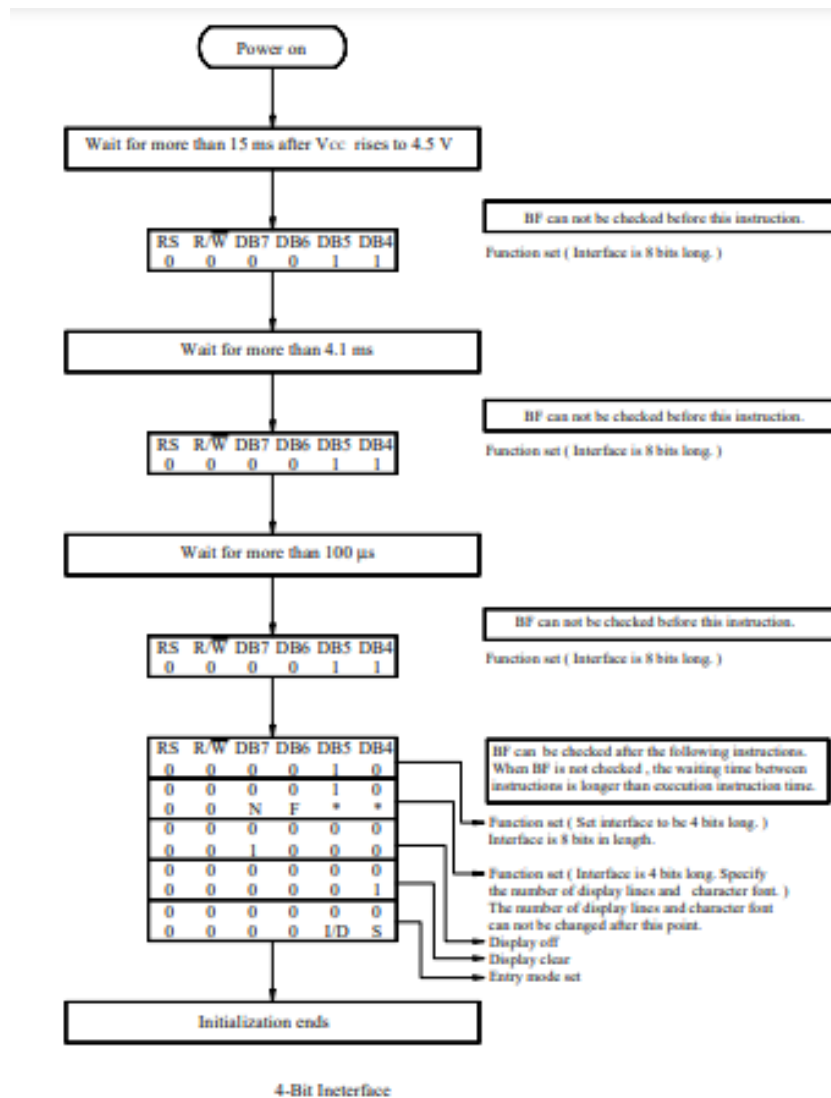 Power on
Wait for more than 15 ms after Vcc rises to 4.5 V
BF can not be checked before this instruction.
RS R/W DB7 DB6 DB5 DB4
0 0 0 0 1 1
Function set ( Interface is 8 bits long. )
Wait for more than 4.1 ms
BF can not be checked before this instruction.
RS R/W DB7 DB6 DB5 DB4
0 0 0 0 1 1
Function set ( Interface is 8 bits long. )
Wait for more than 100 µs
BF can not be checked before this instruction.
RS R/W DB7 DB6 DB5 DB4
0 0 0 0 1 1
Function set ( Interface is 8 bits long. )
RS R/W DB7 DB6 DB5 DB4
0 0 0 0 1 0
0 0 0 0 1 0
0 0 N F * *
0 0 0 0 0 0
0 0 1 0 0 0
0 0 0 0 0 0
0 0 0 0 0 1
0 0 0 0 0 0
0 0 0 0 I/D S
BF can be checked after the following instructions.
When BF is not checked , the waiting time between
instructions is longer than execution instruction time.
Function set ( Set interface to be 4 bits long. )
Interface is 8 bits in length.
Function set ( Interface is 4 bits long. Specify
the number of display lines and character font. )
The number of display lines and character font
can not be changed after this point.
Display off
Display clear
Entry mode set
Initialization ends
4-Bit Ineterface